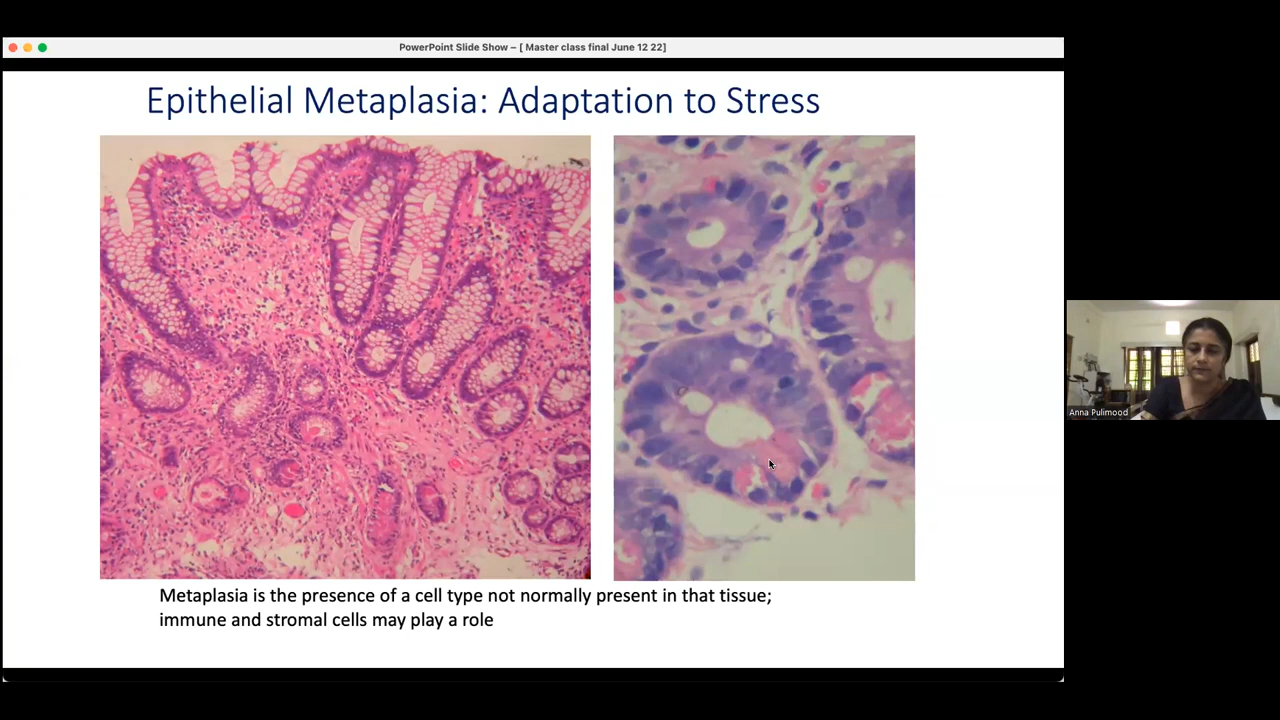 PowerPoint Slide Show – [ Master class final June 12 22]
Epithelial Metaplasia: Adaptation to Stress
Anna Pulimood
Metaplasia is the presence of a cell type not normally present in that tissue;
immune and stromal cells may play a role